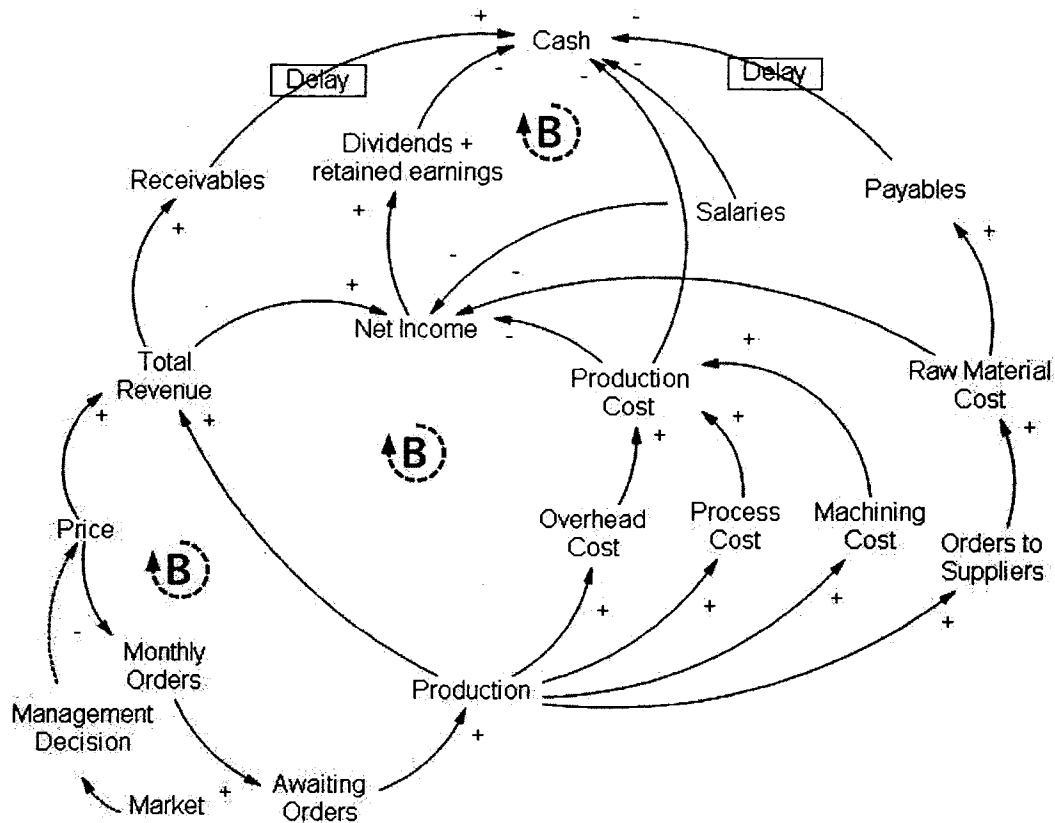 +
-
Cash
Delay
-
-
-
Delay
B
Dividends +
retained earnings
Receivables
Payables
Salaries
+
+
+
-
-
+
Net Income
-
+
Total
Revenue
Production
Cost
Raw Material
Cost
+
+
+
+
+
B
Price
Overhead
Cost
Process
Cost
Machining
Cost
Orders to
Suppliers
B
+
+
+
+
-
Monthly
Orders
Production
Management
Decision
+
Market
+
Awaiting
Orders